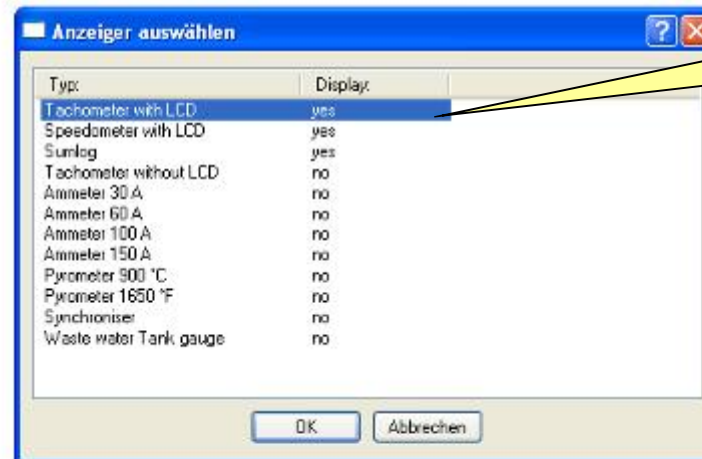 Anzeiger auswählen
Typ: Display:
Tachometer with LCD yes
Speedometer with LCD yes
Sumlog yes
Tachometer without LCD no
Ammeter 30 A no
Ammeter 60 A no
Ammeter 100 A no
Ammeter 150 A no
Pyrometer 900 °C no
Pyrometer 1650 °F no
Synchroniser no
Waste water Tank gauge no
OK Abbrechen